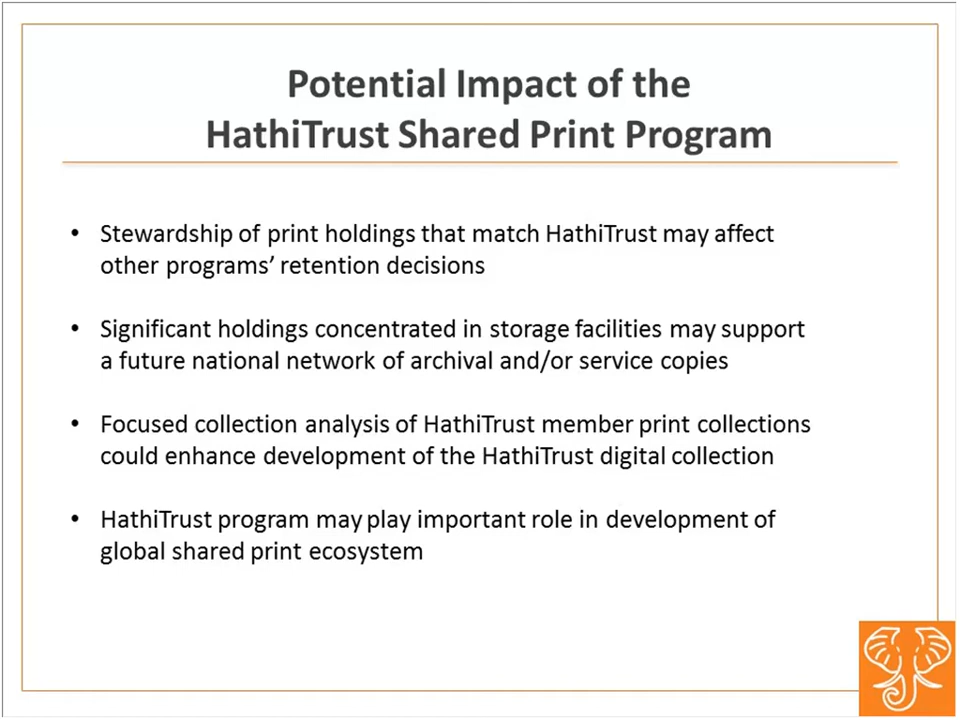 Potential Impact of the
HathiTrust Shared Print Program
• Stewardship of print holdings that match HathiTrust may affect
other programs’ retention decisions
• Significant holdings concentrated in storage facilities may support
a future national network of archival and/or service copies
• Focused collection analysis of HathiTrust member print collections
could enhance development of the HathiTrust digital collection
• HathiTrust program may play important role in development of
global shared print ecosystem